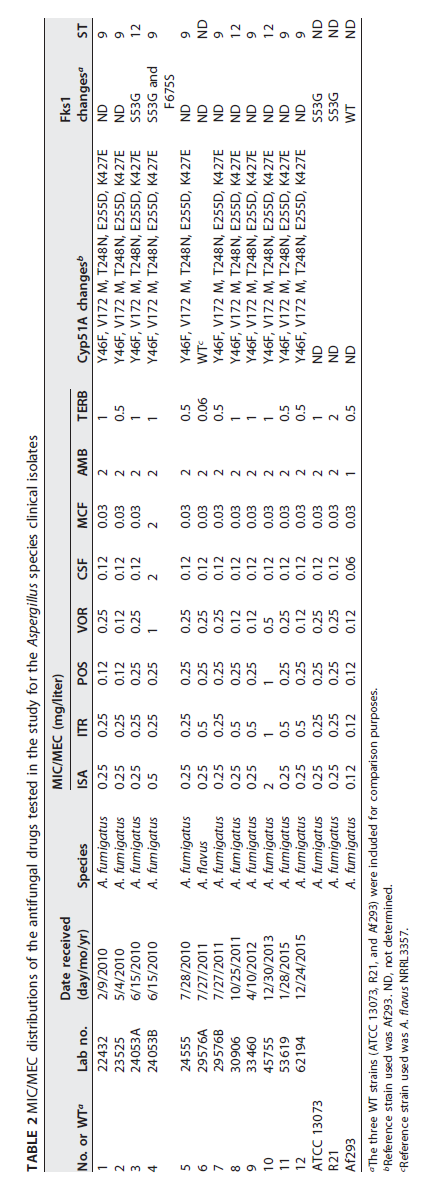 TABLE 2 MIC/MEC distributions of the antifungal drugs tested in the study for the Aspergillus species clinical isolates
Date received MIC/MEC (mg/liter) Fks1
No. or WTᵃ Lab no. (day/mo/yr) Species ISA ITR POS VOR CSF MCF AMB TERB Cyp51A changesᵇ changesᵃ ST
1 22432 2/9/2010 A. fumigatus 0.25 0.25 0.12 0.25 0.12 0.03 2 1 Y46F, V172 M, T248N, E255D, K427E ND 9
2 23525 5/4/2010 A. fumigatus 0.25 0.25 0.12 0.12 0.12 0.03 2 0.5 Y46F, V172 M, T248N, E255D, K427E ND 9
3 24053A 6/15/2010 A. fumigatus 0.25 0.25 0.25 0.25 0.12 0.03 2 1 Y46F, V172 M, T248N, E255D, K427E S53G 12
4 24053B 6/15/2010 A. fumigatus 0.5 0.25 0.25 1 2 2 2 1 Y46F, V172 M, T248N, E255D, K427E S53G and 9
F675S
5 24555 7/28/2010 A. fumigatus 0.25 0.25 0.25 0.25 0.12 0.03 2 0.5 Y46F, V172 M, T248N, E255D, K427E ND 9
6 29576A 7/27/2011 A. flavus 0.25 0.5 0.25 0.25 0.12 0.03 2 0.06 WTᶜ ND ND
7 29576B 7/27/2011 A. fumigatus 0.25 0.25 0.25 0.25 0.12 0.03 2 0.5 Y46F, V172 M, T248N, E255D, K427E ND 9
8 30906 10/25/2011 A. fumigatus 0.25 0.5 0.25 0.12 0.12 0.03 2 1 Y46F, V172 M, T248N, E255D, K427E ND 12
9 33460 4/10/2012 A. fumigatus 0.25 0.5 0.25 0.12 0.12 0.03 2 1 Y46F, V172 M, T248N, E255D, K427E ND 9
10 45755 12/30/2013 A. fumigatus 2 1 1 0.5 0.12 0.03 2 1 Y46F, V172 M, T248N, E255D, K427E ND 12
11 53619 1/28/2015 A. fumigatus 0.25 0.5 0.25 0.25 0.12 0.03 2 0.5 Y46F, V172 M, T248N, E255D, K427E ND 9
12 62194 12/24/2015 A. fumigatus 0.25 0.5 0.25 0.12 0.12 0.03 2 0.5 Y46F, V172 M, T248N, E255D, K427E ND 9
ATCC 13073 A. fumigatus 0.25 0.25 0.25 0.25 0.12 0.03 2 1 ND S53G ND
R21 A. fumigatus 0.25 0.25 0.25 0.25 0.12 0.03 2 2 ND S53G ND
Af293 A. fumigatus 0.12 0.12 0.12 0.12 0.06 0.03 1 0.5 ND WT ND
ᵃThe three WT strains (ATCC 13073, R21, and Af293) were included for comparison purposes.
ᵇReference strain used was Af293. ND, not determined.
ᶜReference strain used was A. flavus NRRL3357.